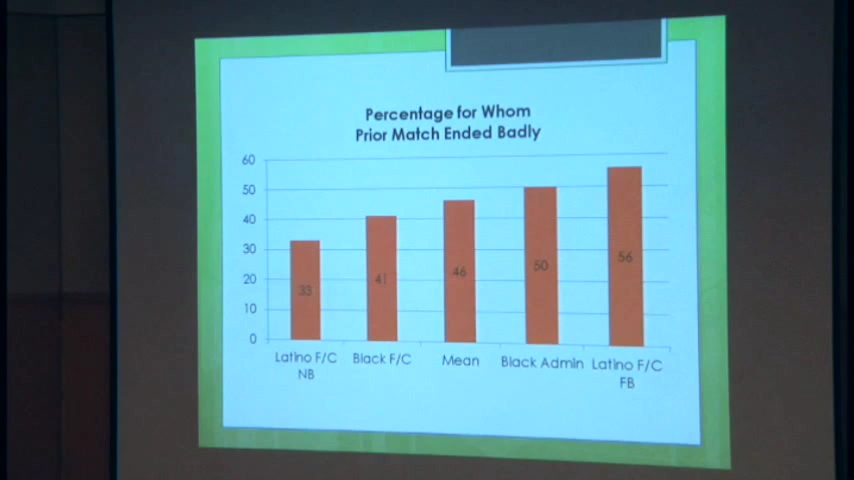 Percentage for Whom
Prior Match Ended Badly
60
50
40
30
20
10
0
33
41
46
50
56
Latino F/C
NB
Black F/C
Mean
Black Admin
Latino F/C
FB